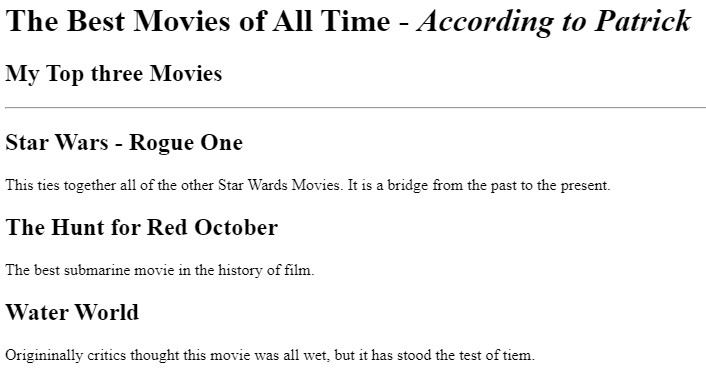 The Best Movies of All Time - According to Patrick
My Top three Movies
Star Wars - Rogue One
This ties together all of the other Star Wards Movies. It is a bridge from the past to the present.
The Hunt for Red October
The best submarine movie in the history of film.
Water World
Origininally critics thought this movie was all wet, but it has stood the test of tiem.